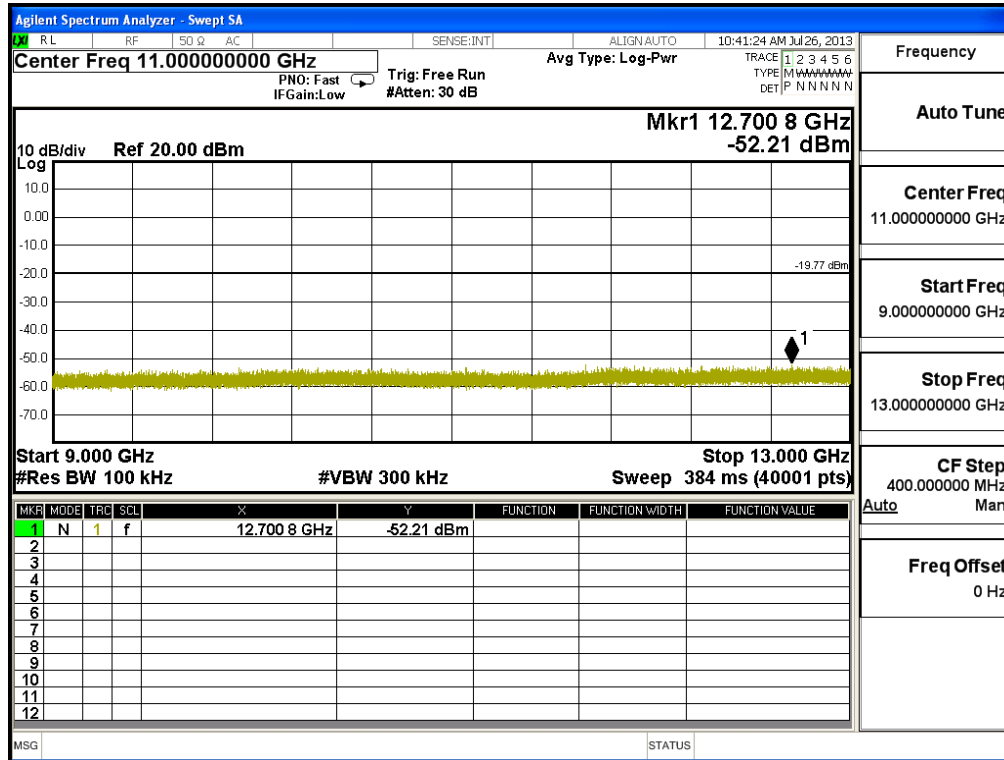 Agilent Spectrum Analyzer - Swept SA
LXI RL RF 50 Ω AC SENSE:INT ALIGN AUTO 10:41:24 AM Jul 26, 2013
Center Freq 11.000000000 GHz
PNO: Fast
IFGain:Low
Trig: Free Run
#Atten: 30 dB
Avg Type: Log-Pwr
TRACE 1 2 3 4 5 6
TYPE M
DET P N N N N N
Mkr1 12.700 8 GHz
-52.21 dBm
10 dB/div Ref 20.00 dBm
Log
10.0
0.00
-10.0
-19.77 dBm
-20.0
-30.0
-40.0
1
-50.0
-60.0
-70.0
Start 9.000 GHz Stop 13.000 GHz
#Res BW 100 kHz #VBW 300 kHz Sweep 384 ms (40001 pts)
MKR MODE TRC SCL X Y FUNCTION FUNCTION WIDTH FUNCTION VALUE
1 N 1 f 12.700 8 GHz -52.21 dBm
2
3
4
5
6
7
8
9
10
11
12
MSG STATUS
Frequency
Auto Tune
Center Freq
11.000000000 GHz
Start Freq
9.000000000 GHz
Stop Freq
13.000000000 GHz
CF Step
400.000000 MHz
Auto Man
Freq Offset
0 Hz